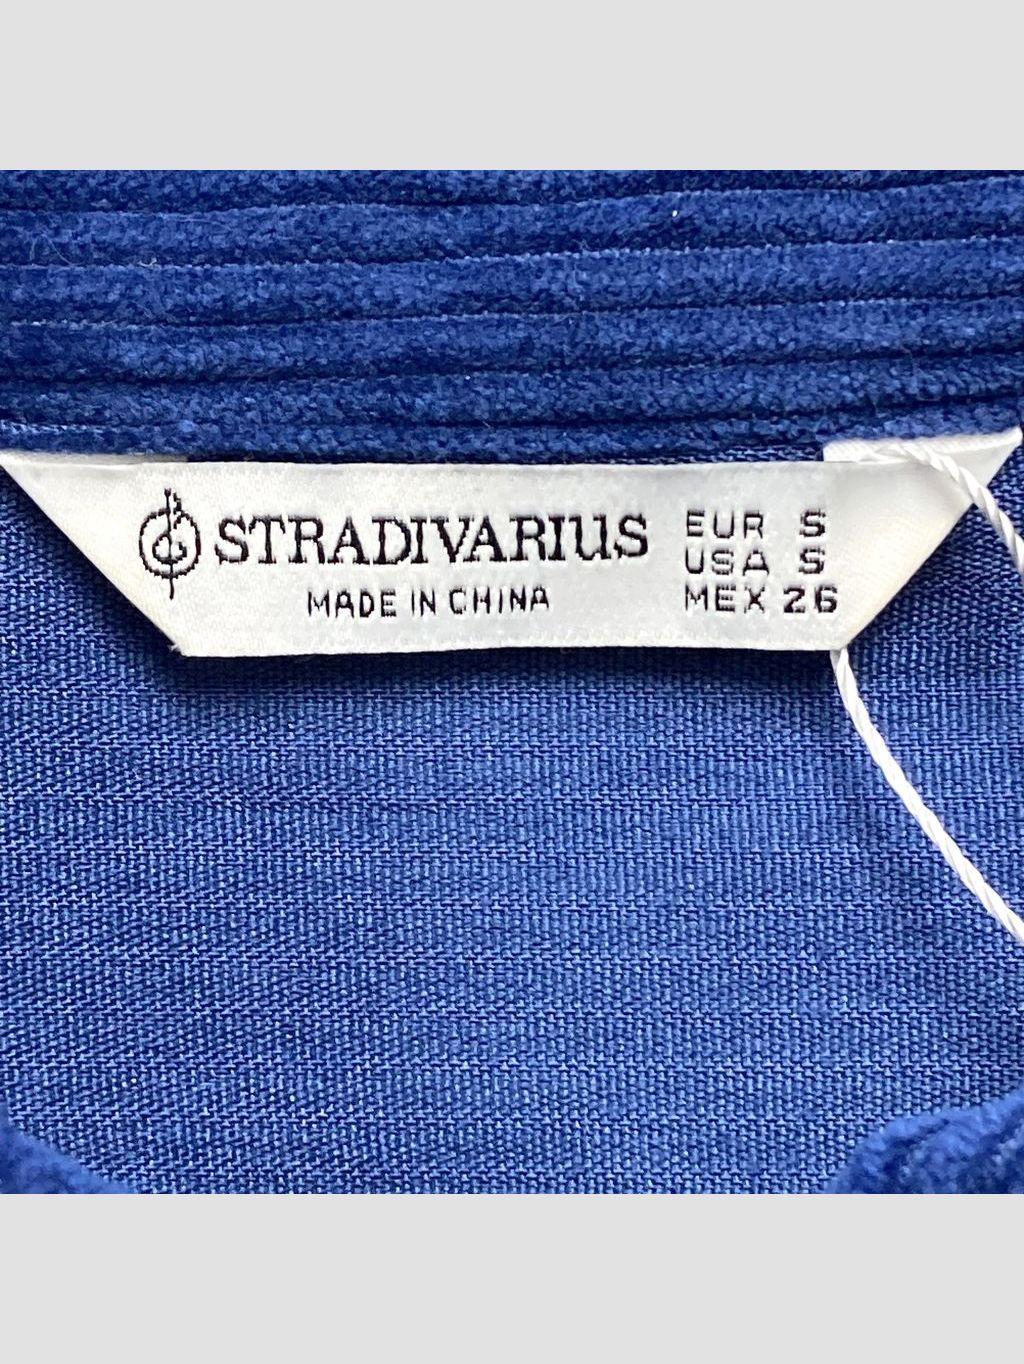 STRADIVARIUS
MADE IN CHINA
EUR S
USA S
MEX 26